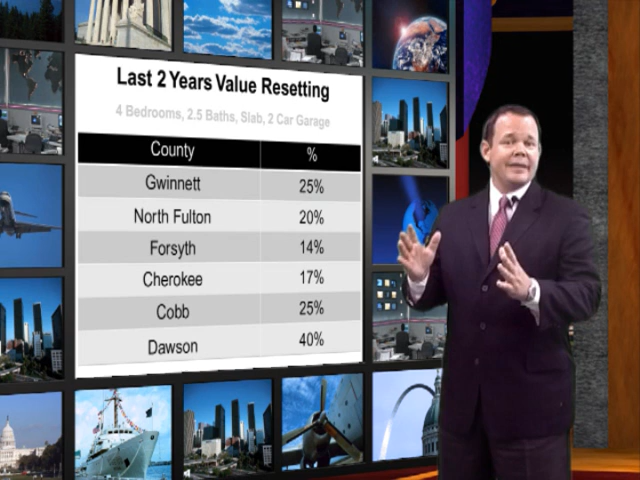 Last 2 Years Value Resetting
4 Bedrooms, 2.5 Baths, Slab, 2 Car Garage
County %
Gwinnett 25%
North Fulton 20%
Forsyth 14%
Cherokee 17%
Cobb 25%
Dawson 40%